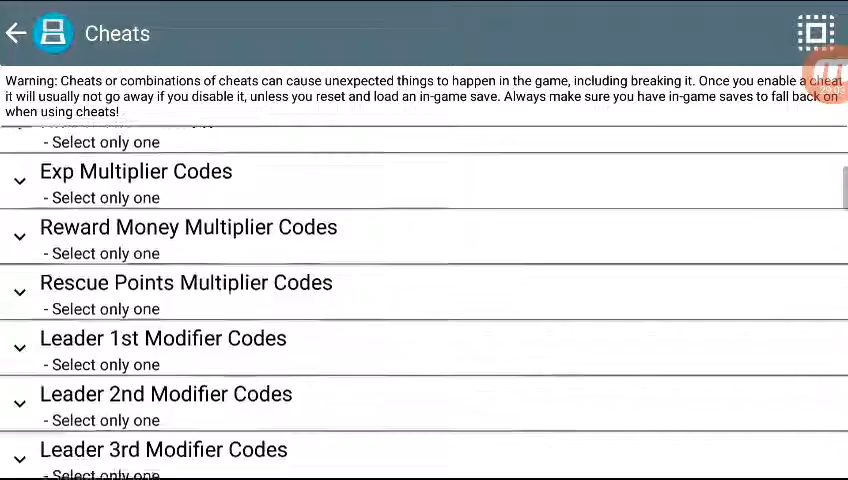 Cheats
Warning: Cheats or combinations of cheats can cause unexpected things to happen in the game, including breaking it. Once you enable a cheat
it will usually not go away if you disable it, unless you reset and load an in-game save. Always make sure you have in-game saves to fall back on
when using cheats!
- Select only one
Exp Multiplier Codes
- Select only one
Reward Money Multiplier Codes
- Select only one
Rescue Points Multiplier Codes
- Select only one
Leader 1st Modifier Codes
- Select only one
Leader 2nd Modifier Codes
- Select only one
Leader 3rd Modifier Codes
- Select only one